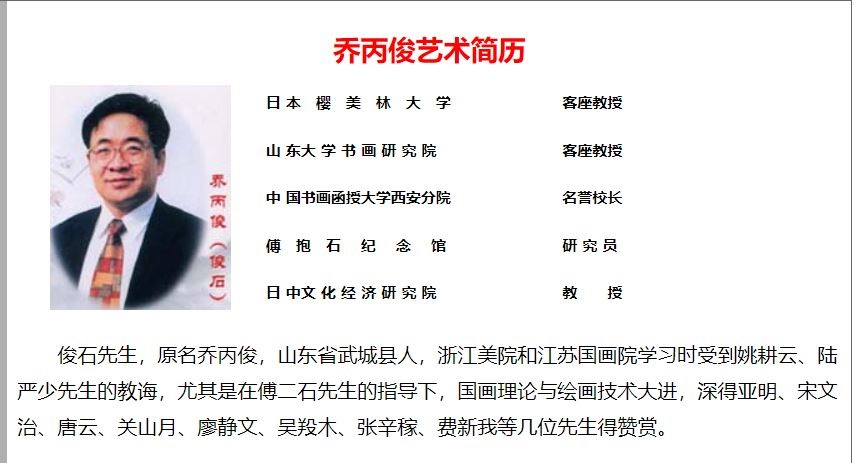 乔丙俊艺术简历
日本樱美林大学 客座教授
山东大学书画研究院 客座教授
中国书画函授大学西安分院 名誉校长
傅抱石纪念馆 研究员
日中文化经济研究院 教授
乔丙俊（俊石）
俊石先生，原名乔丙俊，山东省武城县人，浙江美院和江苏国画院学习时受到姚耕云、陆
严少先生的教诲，尤其是在傅二石先生的指导下，国画理论与绘画技术大进，深得亚明、宋文
治、唐云、关山月、廖静文、吴羖木、张辛稼、费新我等几位先生得赞赏。